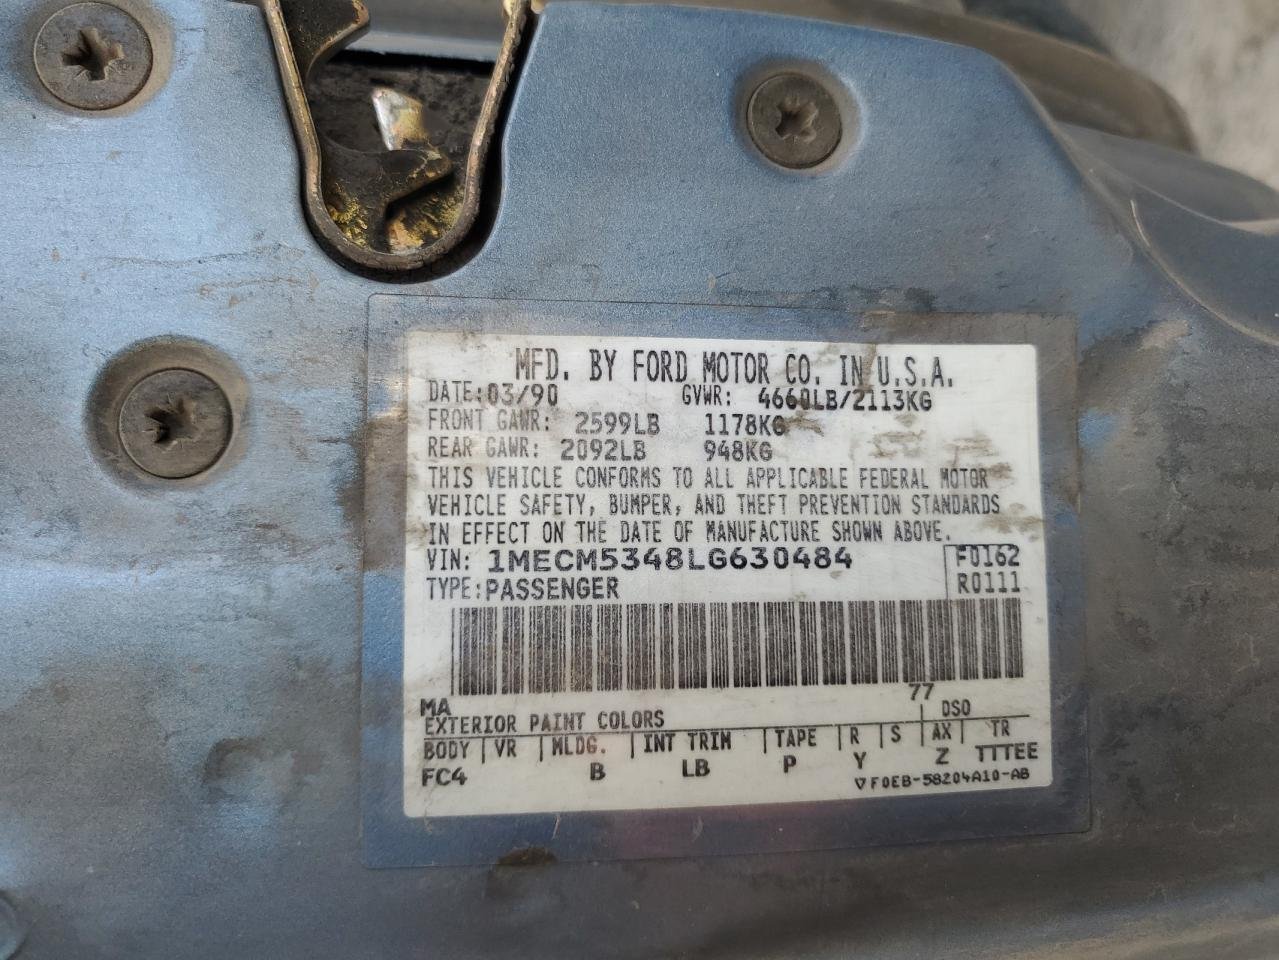 MFD. BY FORD MOTOR CO. IN U.S.A.
DATE: 03/90 GVWR: 4660LB/2113KG
FRONT GAWR: 2599LB 1178KG
REAR GAWR: 2092LB 948KG
THIS VEHICLE CONFORMS TO ALL APPLICABLE FEDERAL MOTOR
VEHICLE SAFETY, BUMPER, AND THEFT PREVENTION STANDARDS
IN EFFECT ON THE DATE OF MANUFACTURE SHOWN ABOVE.
VIN: 1MECM5348LG630484 F0162
TYPE: PASSENGER R0111
MA 77
EXTERIOR PAINT COLORS DSO
BODY VR MLDG. INT TRIM TAPE R S AX TR
FC4 B LB P Y Z TTTEE
▽F0EB-58204A10-AB